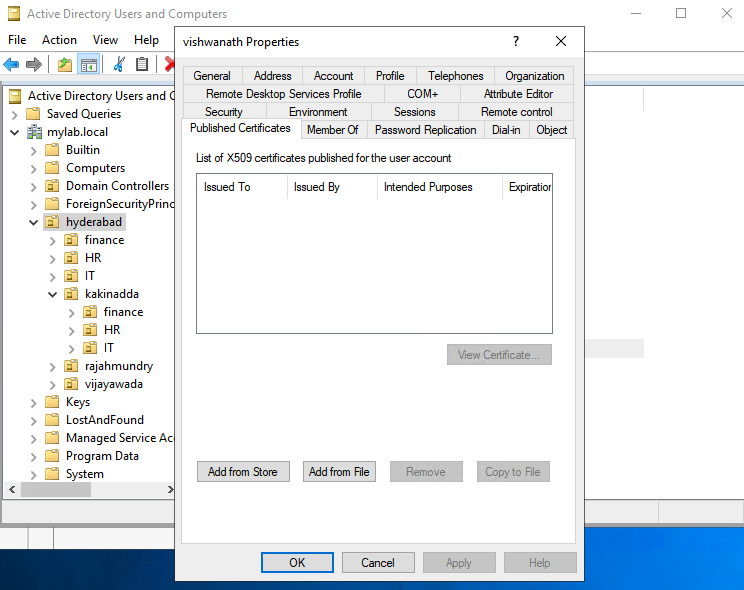 Active Directory Users and Computers
File Action View Help
Active Directory Users and C
Saved Queries
mylab.local
Builtin
Computers
Domain Controllers
ForeignSecurityPrinc
hyderabad
finance
HR
IT
kakinadda
finance
HR
IT
rajahmundry
vijayawada
Keys
LostAndFound
Managed Service Acc
Program Data
System
vishwanath Properties
?
General Address Account Profile Telephones Organization
Remote Desktop Services Profile COM+ Attribute Editor
Security Environment Sessions Remote control
Published Certificates Member Of Password Replication Dial-in Object
List of X509 certificates published for the user account
Issued To Issued By Intended Purposes Expiration
View Certificate...
Add from Store Add from File Remove Copy to File
OK Cancel Apply Help